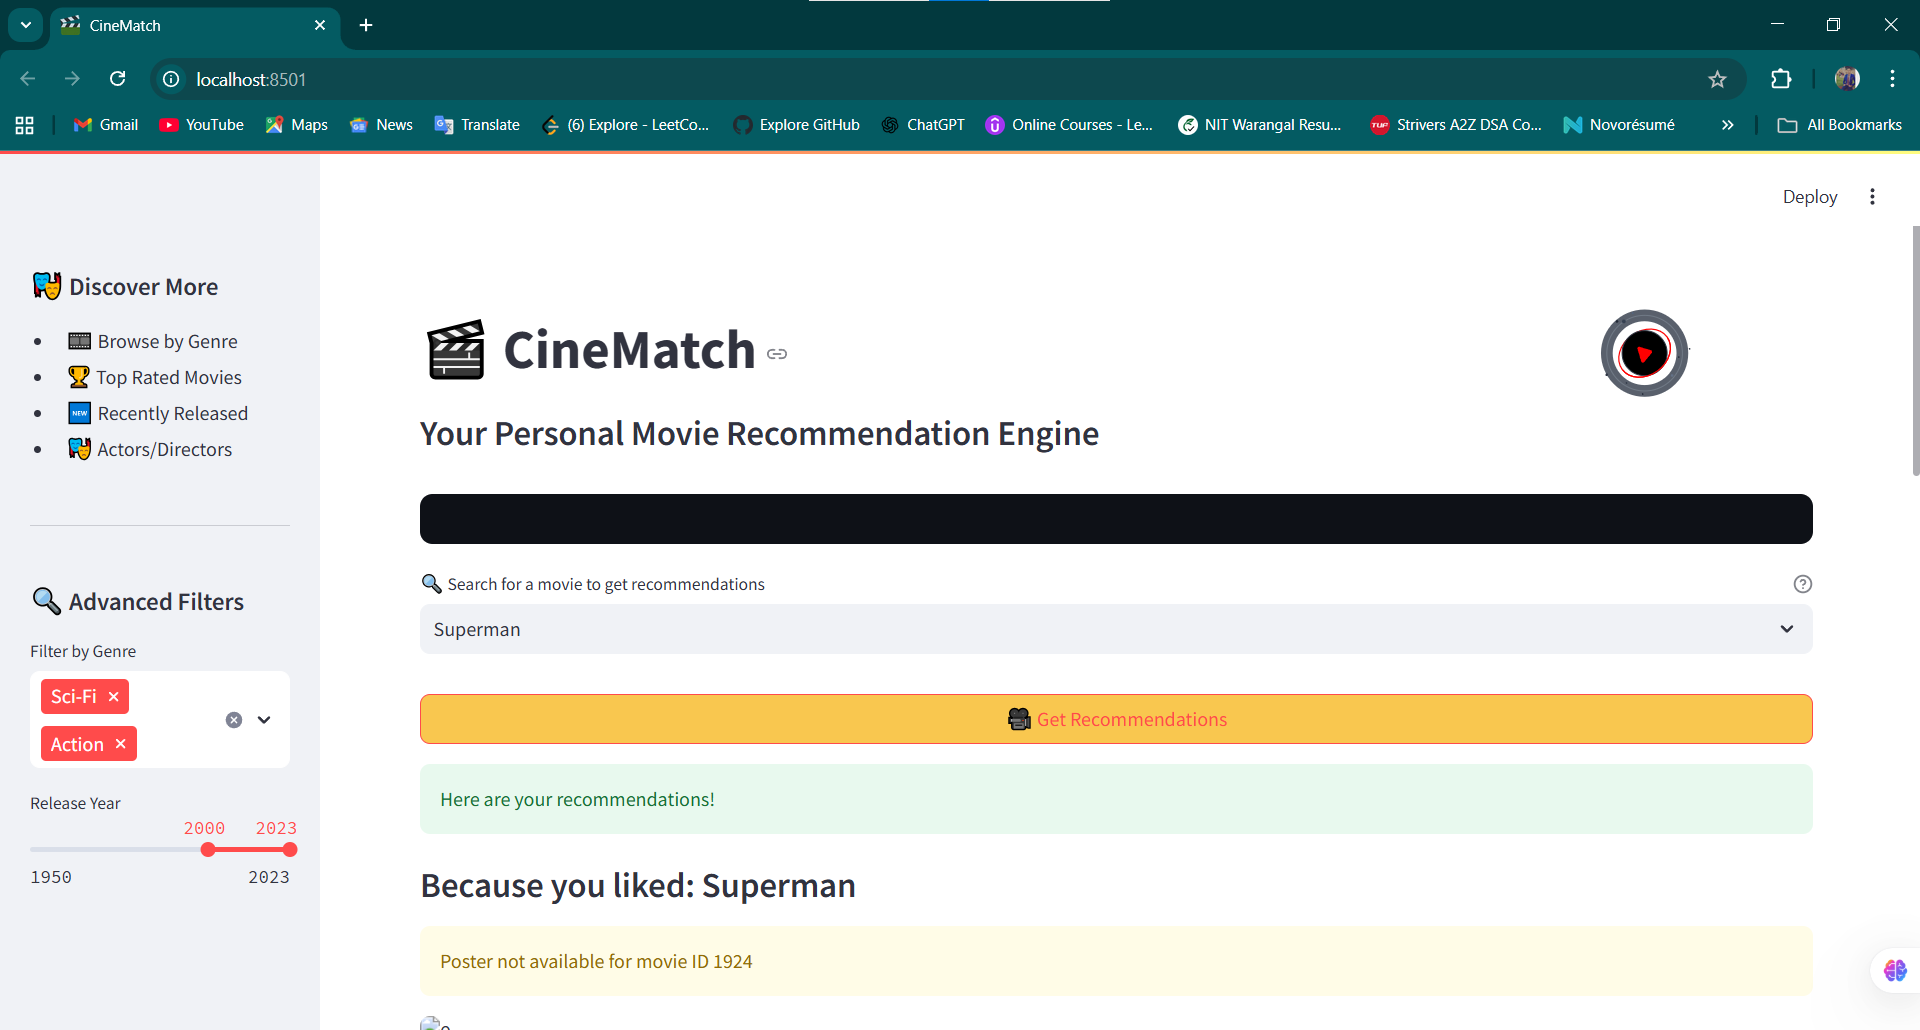 CineMatch
localhost:8501
Gmail
YouTube
Maps
News
Translate
(6) Explore - LeetCo...
Explore GitHub
ChatGPT
Online Courses - Le...
NIT Warangal Resu...
TUF Strivers A2Z DSA Co...
Novorésumé
All Bookmarks
Deploy
Discover More
Browse by Genre
Top Rated Movies
NEW Recently Released
Actors/Directors
Advanced Filters
Filter by Genre
Sci-Fi
Action
Release Year
2000 2023
1950 2023
CineMatch
Your Personal Movie Recommendation Engine
Search for a movie to get recommendations
Superman
Get Recommendations
Here are your recommendations!
Because you liked: Superman
Poster not available for movie ID 1924